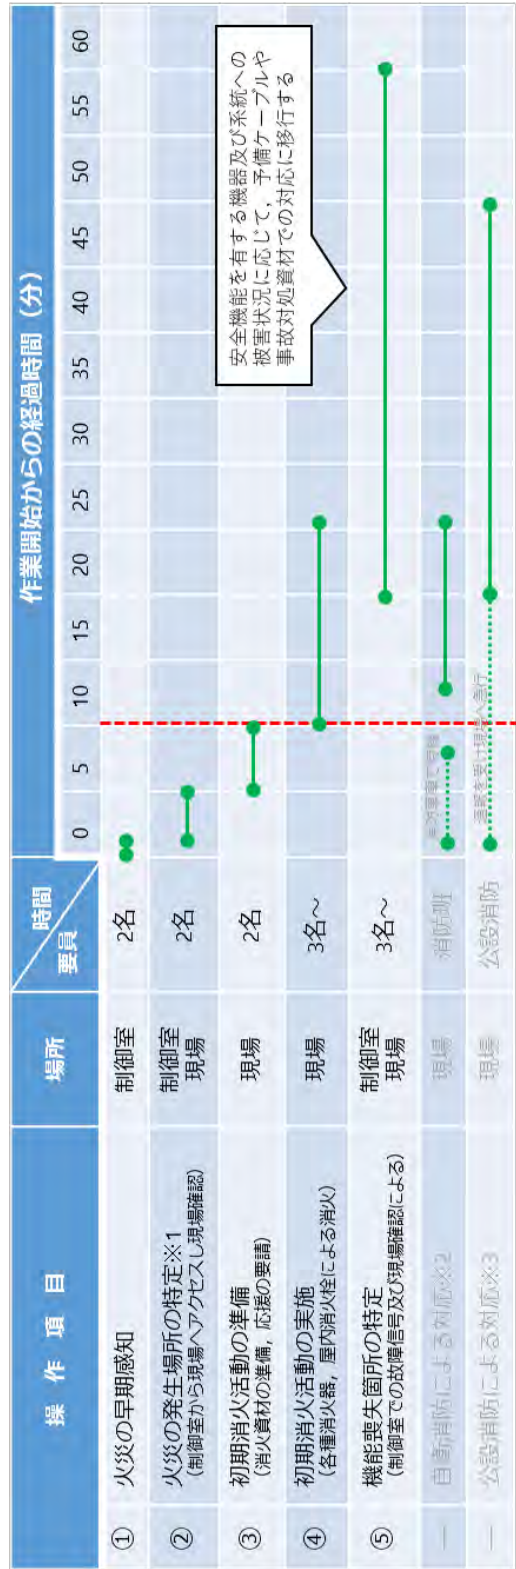 操 作 項 目
場所
時間
要員
作業開始からの経過時間（分）
0 5 10 15 20 25 30 35 40 45 50 55 60
① 火災の早期感知
制御室
2名
② 火災の発生場所の特定※1
（制御室から現場へアクセスし現場確認）
制御室
現場
2名
③ 初期消火活動の準備
（消火資材の準備，応援の要請）
現場
2名
④ 初期消火活動の実施
（各種消火器，屋内消火栓による消火）
現場
3名～
⑤ 機能喪失箇所の特定
（制御室での故障信号及び現場確認による）
制御室
現場
3名～
安全機能を有する機器及び系統への
被害状況に応じて，予備ケーブルや
事故対処資材での対応に移行する
― 自動消防による対応※2
現場
消防班
― 公設消防による対応※3
現場
公設消防
通報を受け現場へ急行